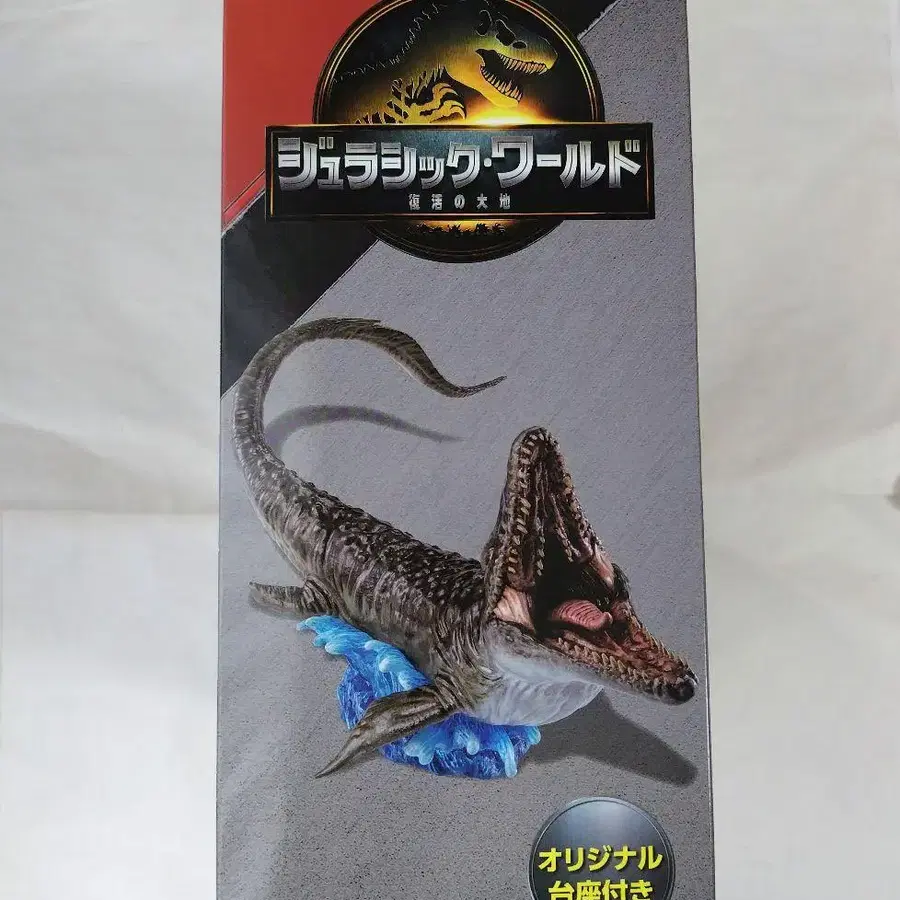 ジュラシック・ワールド
復活の大地
オリジナル
台座付き